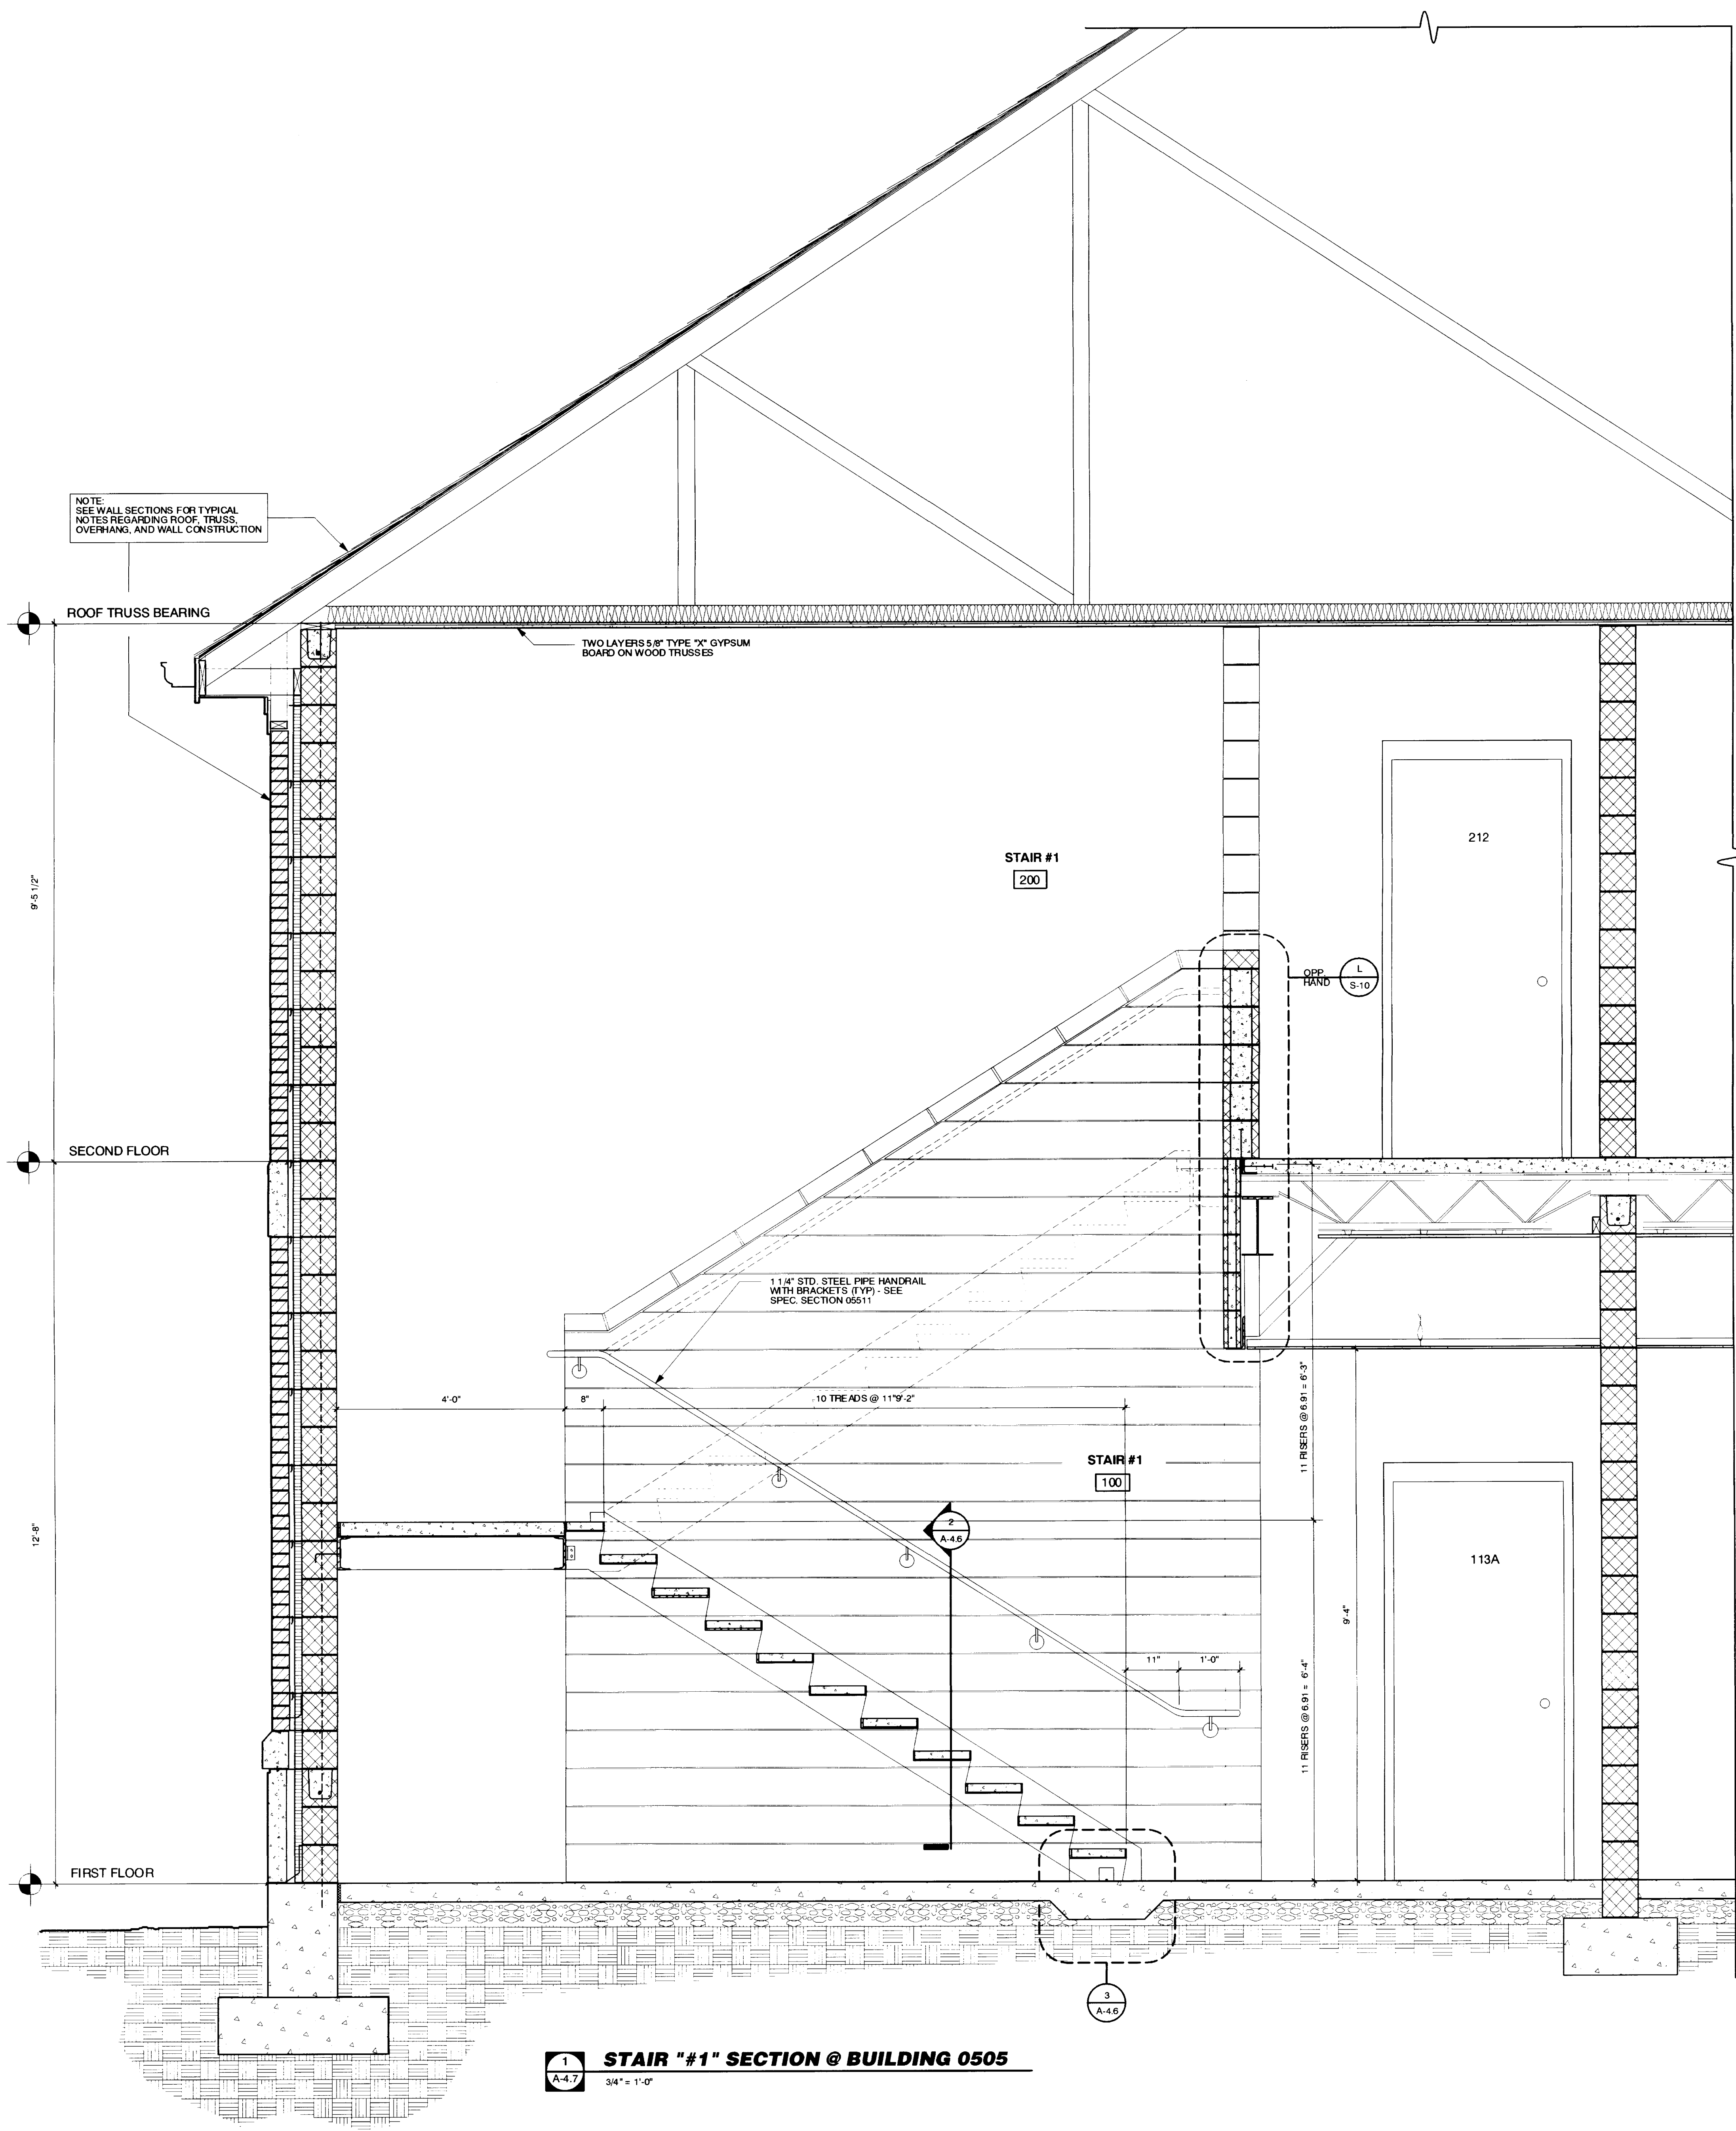 NOTE:
SEE WALL SECTIONS FOR TYPICAL
NOTES REGARDING ROOF, TRUSS,
OVERHANG, AND WALL CONSTRUCTION
ROOF TRUSS BEARING
TWO LAYERS 5/8" TYPE "X" GYPSUM
BOARD ON WOOD TRUSSES
9'-5 1/2"
212
STAIR #1
200
OPP.
HAND
L
S-10
SECOND FLOOR
1 1/4" STD. STEEL PIPE HANDRAIL
WITH BRACKETS (TYP) - SEE
SPEC. SECTION 05511
4'-0"
8"
10 TREADS @ 11"9'-2"
11 RISERS @ 6.91 = 6'-3"
STAIR #1
100
2
A-4.6
12'-8"
113A
9'-4"
11"
1'-0"
11 RISERS @ 6.91 = 6'-4"
FIRST FLOOR
3
A-4.6
1
A-4.7
STAIR "#1" SECTION @ BUILDING 0505
3/4" = 1'-0"